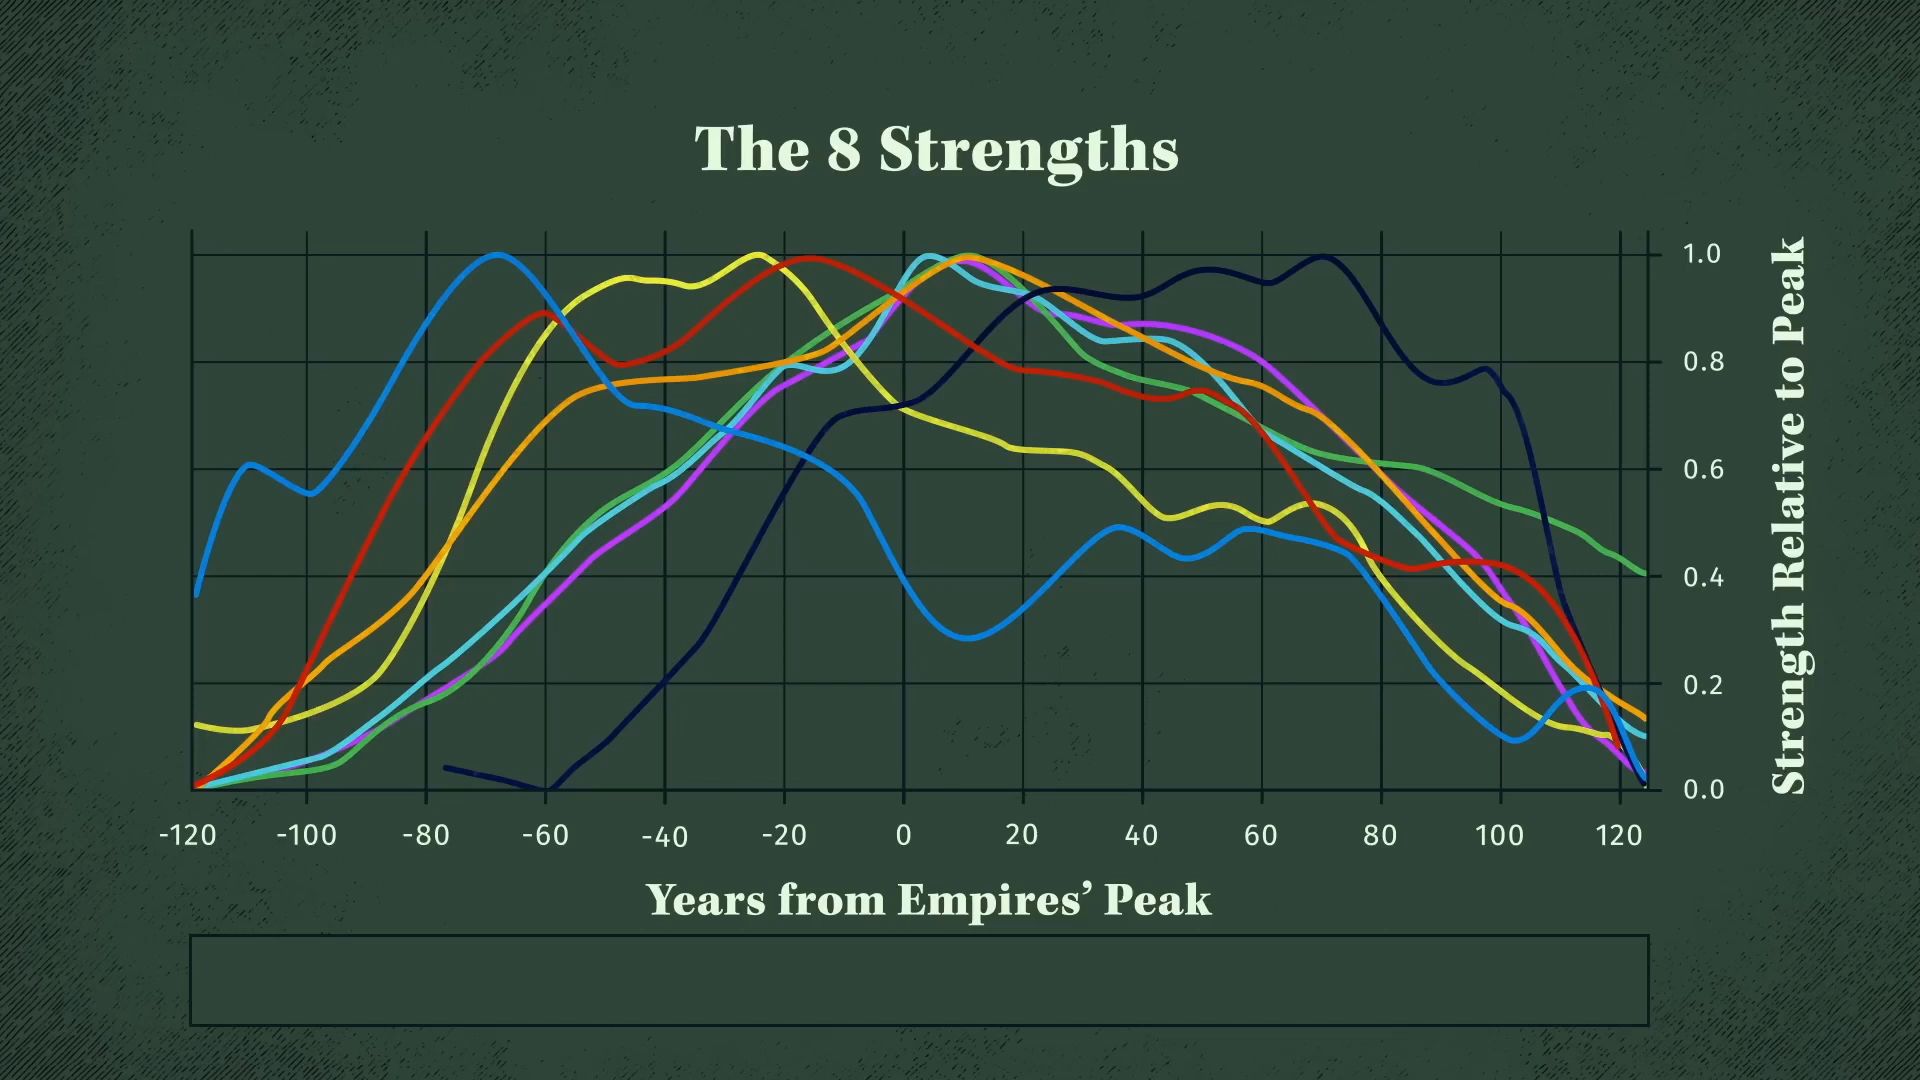 The 8 Strengths
1.0
0.8
0.6
0.4
0.2
0.0
Strength Relative to Peak
-120 -100 -80 -60 -40 -20 0 20 40 60 80 100 120
Years from Empires’ Peak